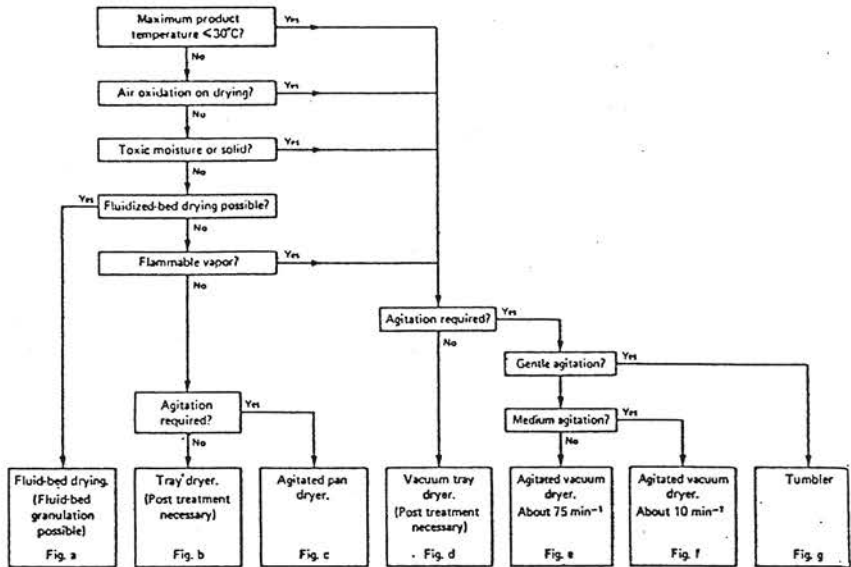 Maximum product
temperature ≤30°C?
Yes
No
Air oxidation on drying?
Yes
No
Toxic moisture or solid?
Yes
No
Yes
Fluidized-bed drying possible?
No
Flammable vapor?
Yes
No
Agitation required?
Yes
No
Gentle agitation?
Yes
Agitation
required?
Yes
No
Medium agitation?
Yes
No
Fluid-bed drying.
(Fluid-bed
granulation
possible)
Fig. a
Tray dryer.
(Post treatment
necessary)
Fig. b
Agitated pan
dryer.
Fig. c
Vacuum tray
dryer.
(Post treatment
necessary)
Fig. d
Agitated vacuum
dryer.
About 75 min⁻¹
Fig. e
Agitated vacuum
dryer.
About 10 min⁻¹
Fig. f
Tumbler
Fig. g